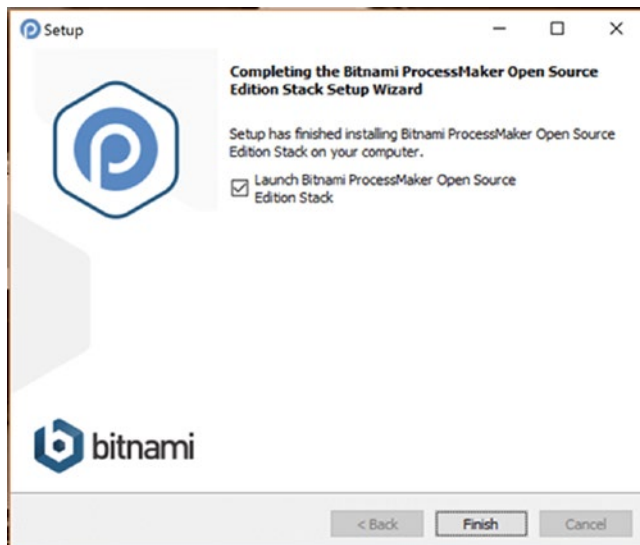 Setup
Completing the Bitnami ProcessMaker Open Source
Edition Stack Setup Wizard
Setup has finished installing Bitnami ProcessMaker Open Source
Edition Stack on your computer.
Launch Bitnami ProcessMaker Open Source
Edition Stack
bitnami
< Back
Finish
Cancel